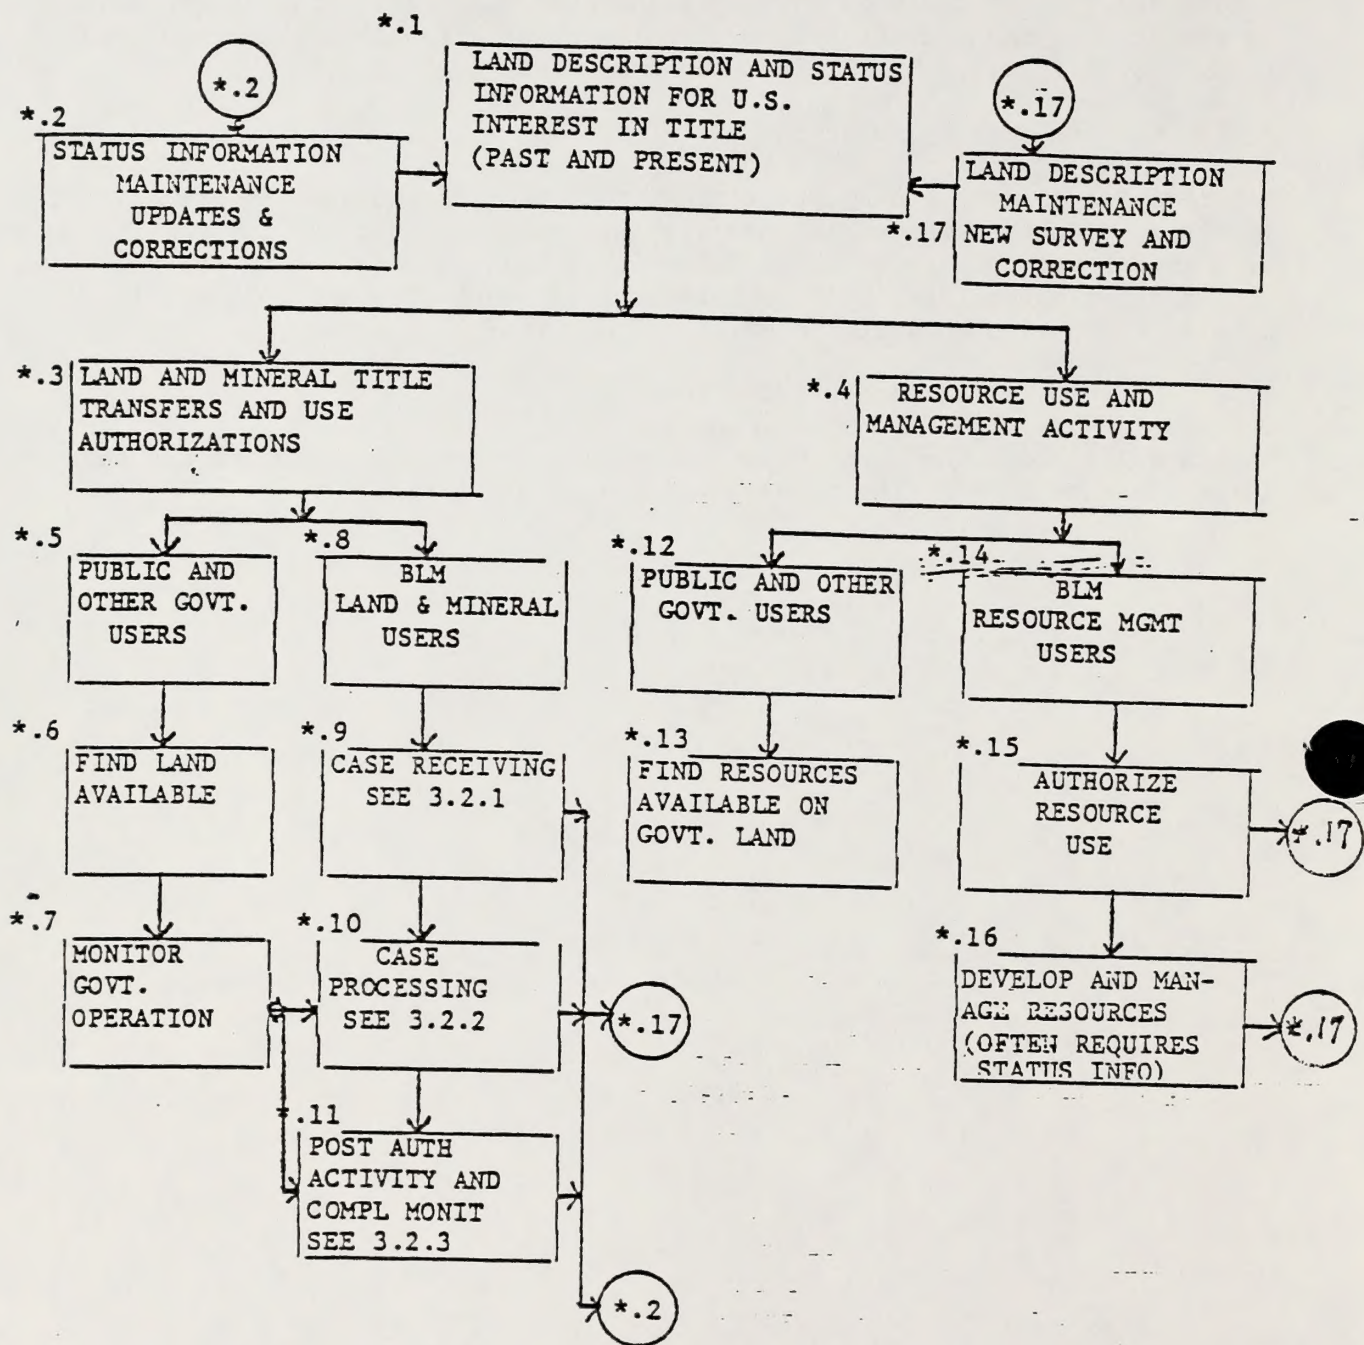 *.1
LAND DESCRIPTION AND STATUS
INFORMATION FOR U.S.
INTEREST IN TITLE
(PAST AND PRESENT)
*.2
*.2
STATUS INFORMATION
MAINTENANCE
UPDATES &
CORRECTIONS
*.17
*.17
LAND DESCRIPTION
MAINTENANCE
NEW SURVEY AND
CORRECTION
*.3
LAND AND MINERAL TITLE
TRANSFERS AND USE
AUTHORIZATIONS
*.4
RESOURCE USE AND
MANAGEMENT ACTIVITY
*.5
PUBLIC AND
OTHER GOVT.
USERS
*.8
BLM
LAND & MINERAL
USERS
*.12
PUBLIC AND OTHER
GOVT. USERS
*.14
BLM
RESOURCE MGMT
USERS
*.6
FIND LAND
AVAILABLE
*.9
CASE RECEIVING
SEE 3.2.1
*.13
FIND RESOURCES
AVAILABLE ON
GOVT. LAND
*.15
AUTHORIZE
RESOURCE
USE
*.17
*.7
MONITOR
GOVT.
OPERATION
*.10
CASE
PROCESSING
SEE 3.2.2
*.17
*.16
DEVELOP AND MAN-
AGE RESOURCES
(OFTEN REQUIRES
STATUS INFO)
*.17
*.11
POST AUTH
ACTIVITY AND
COMPL MONIT
SEE 3.2.3
*.2